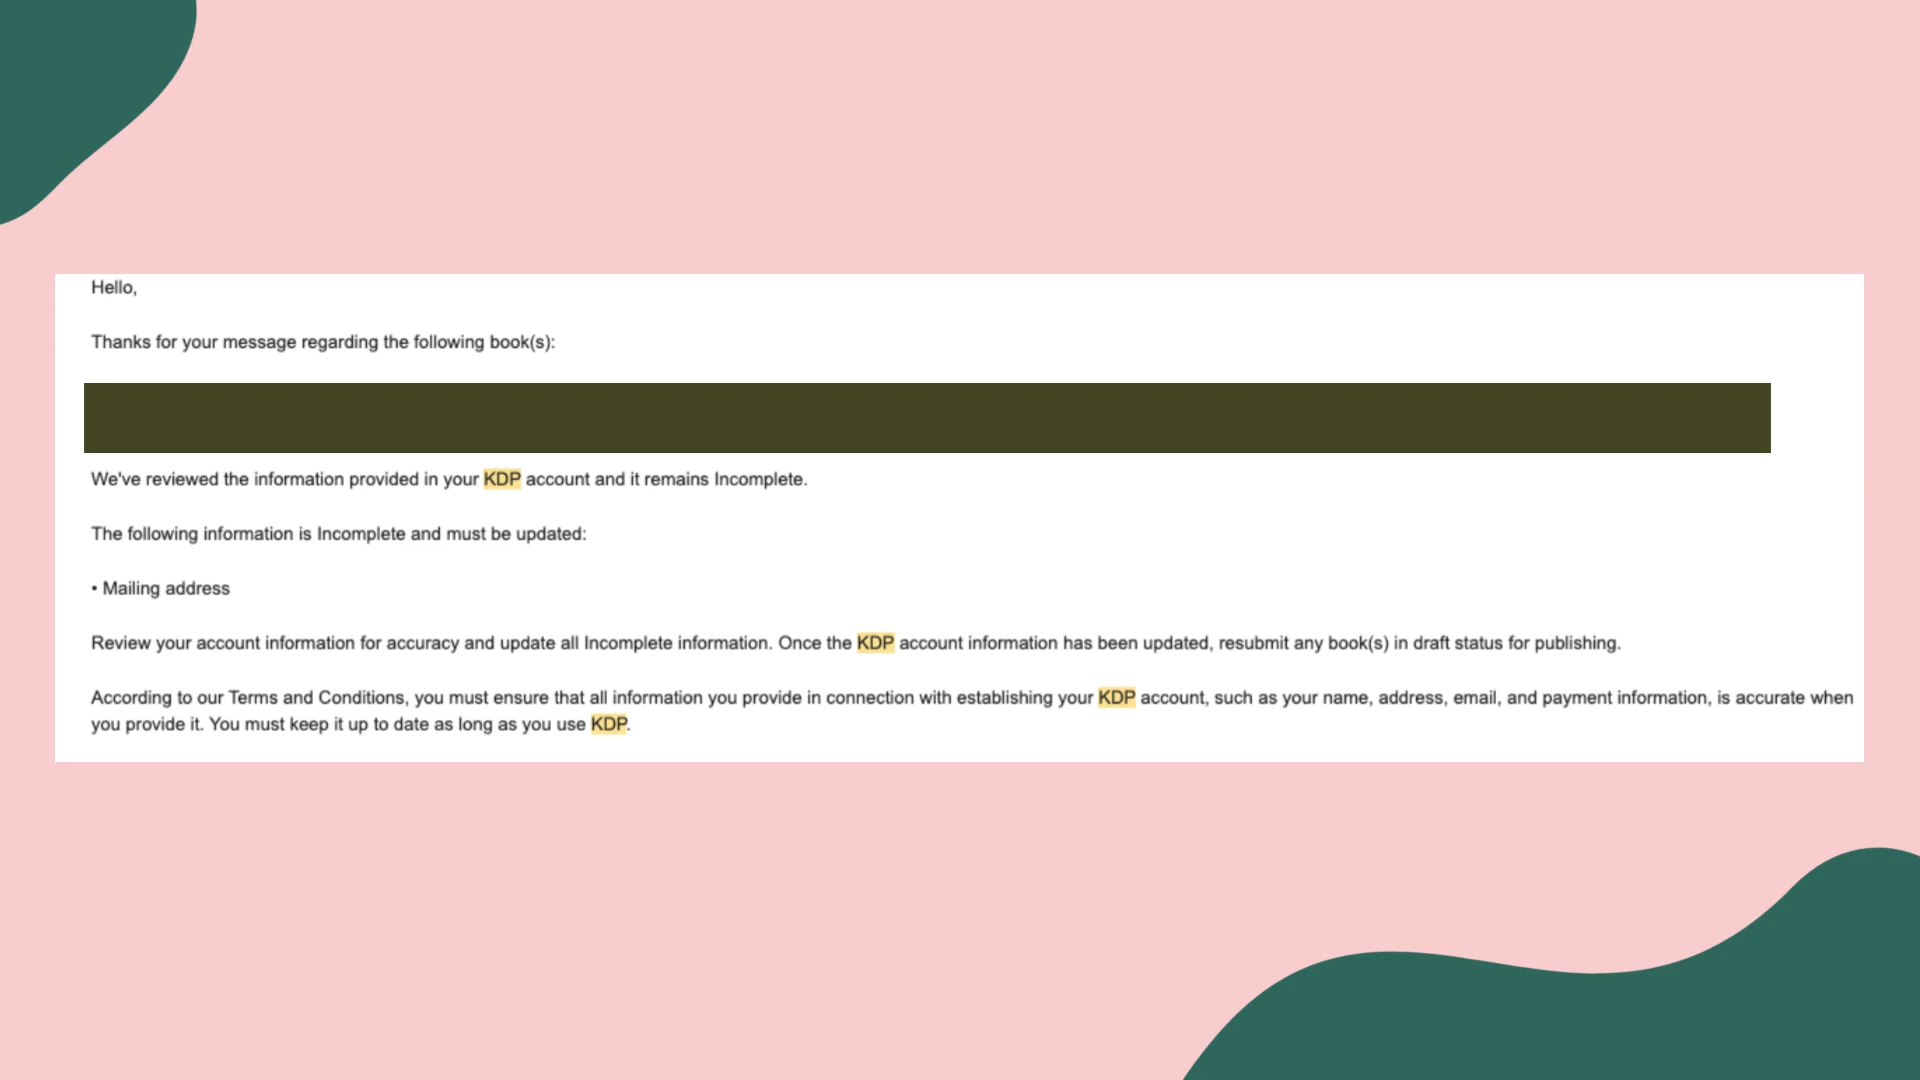 Hello,
Thanks for your message regarding the following book(s):
We've reviewed the information provided in your KDP account and it remains Incomplete.
The following information is Incomplete and must be updated:
• Mailing address
Review your account information for accuracy and update all Incomplete information. Once the KDP account information has been updated, resubmit any book(s) in draft status for publishing.
According to our Terms and Conditions, you must ensure that all information you provide in connection with establishing your KDP account, such as your name, address, email, and payment information, is accurate when
you provide it. You must keep it up to date as long as you use KDP.